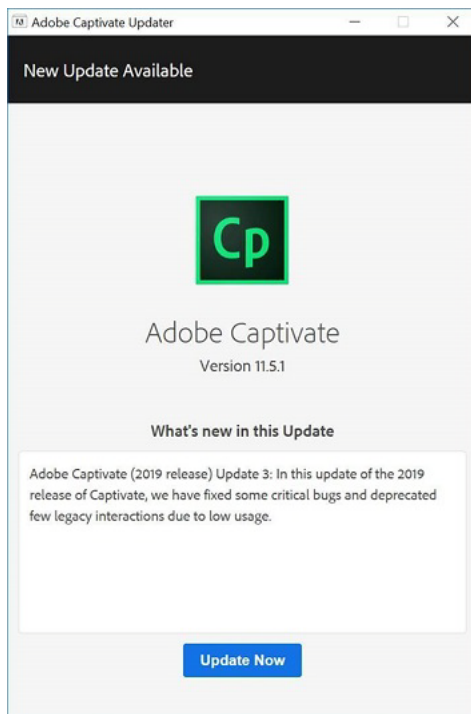 Adobe Captivate Updater
New Update Available
Cp
Adobe Captivate
Version 11.5.1
What's new in this Update
Adobe Captivate (2019 release) Update 3: In this update of the 2019
release of Captivate, we have fixed some critical bugs and deprecated
few legacy interactions due to low usage.
Update Now